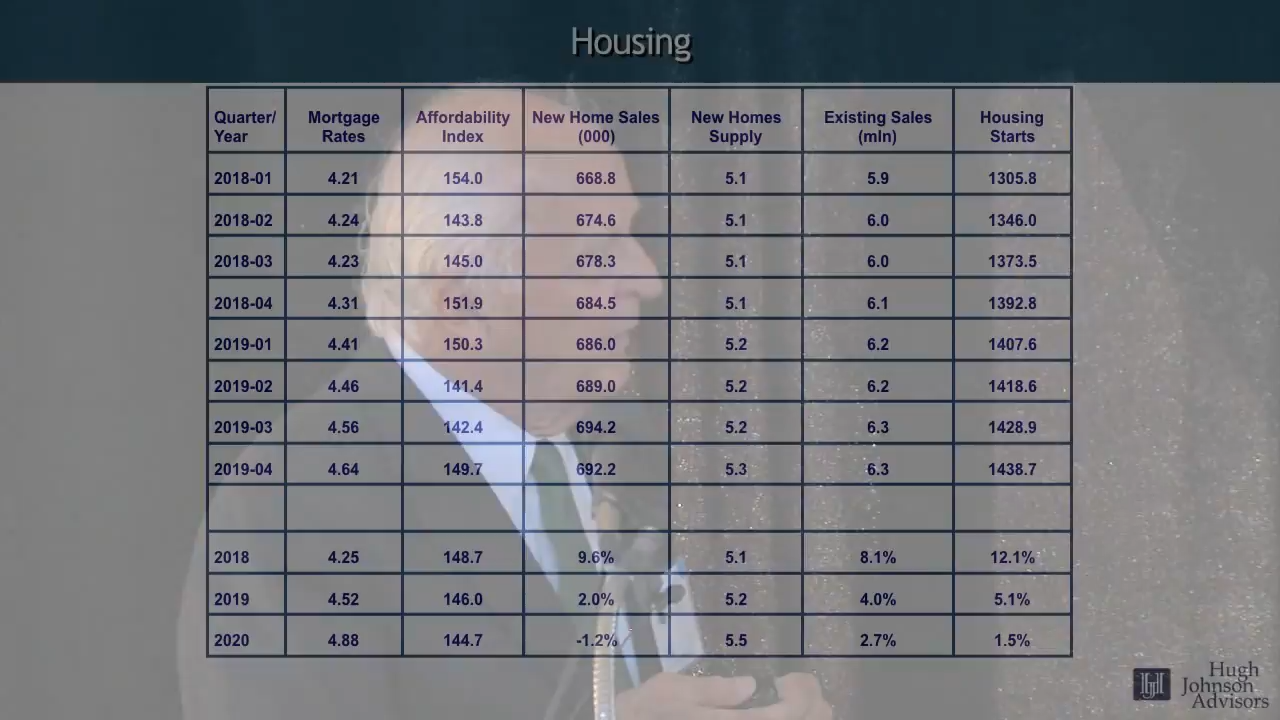 Housing
Quarter/ Mortgage Affordability New Home Sales New Homes Existing Sales Housing
Year Rates Index (000) Supply (mln) Starts
2018-01 4.21 154.0 668.8 5.1 5.9 1305.8
2018-02 4.24 143.8 674.6 5.1 6.0 1346.0
2018-03 4.23 145.0 678.3 5.1 6.0 1373.5
2018-04 4.31 151.9 684.5 5.1 6.1 1392.8
2019-01 4.41 150.3 686.0 5.2 6.2 1407.6
2019-02 4.46 141.4 689.0 5.2 6.2 1418.6
2019-03 4.56 142.4 694.2 5.2 6.3 1428.9
2019-04 4.64 149.7 692.2 5.3 6.3 1438.7
2018 4.25 148.7 9.6% 5.1 8.1% 12.1%
2019 4.52 146.0 2.0% 5.2 4.0% 5.1%
2020 4.88 144.7 -1.2% 5.5 2.7% 1.5%
Hugh
Johnson
Advisors